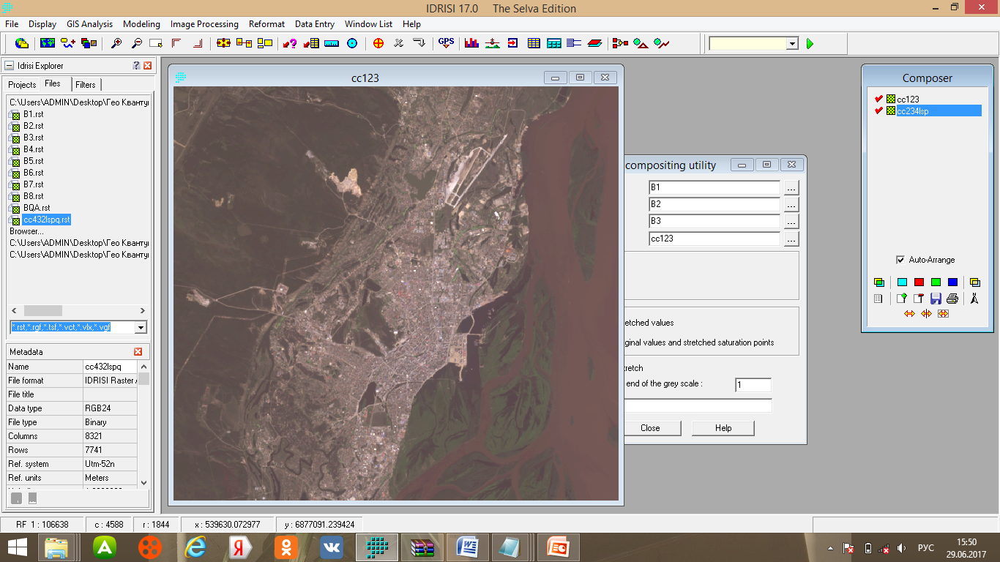 IDRISI 17.0 The Selva Edition
File Display GIS Analysis Modeling Image Processing Reformat Data Entry Window List Help
GPS
Idrisi Explorer
Projects Files Filters
C:\Users\ADMIN\Desktop\Гео Кванту
B1.rst
B2.rst
B3.rst
B4.rst
B5.rst
B6.rst
B7.rst
B8.rst
BQA.rst
cc432lspq.rst
Browser...
C:\Users\ADMIN\Desktop\Гео Кванту
C:\Users\ADMIN\Desktop\Гео Кванту
*.rst,*.rgf,*.tsf,*.vct,*.vlx,*.vgf
Metadata
Name cc432lspq
File format IDRISI Raster
File title
Data type RGB24
File type Binary
Columns 8321
Rows 7741
Ref. system Utm-52n
Ref. units Meters
cc123
compositing utility
B1 ...
B2 ...
B3 ...
cc123 ...
etched values
ginal values and stretched saturation points
retch
end of the grey scale : 1
Close Help
Composer
cc123
cc234lsp
Auto-Arrange
RF 1 : 106638 c : 4588 r : 1844 x : 539630.072977 y : 6877091.239424
РУС
15:50
29.06.2017